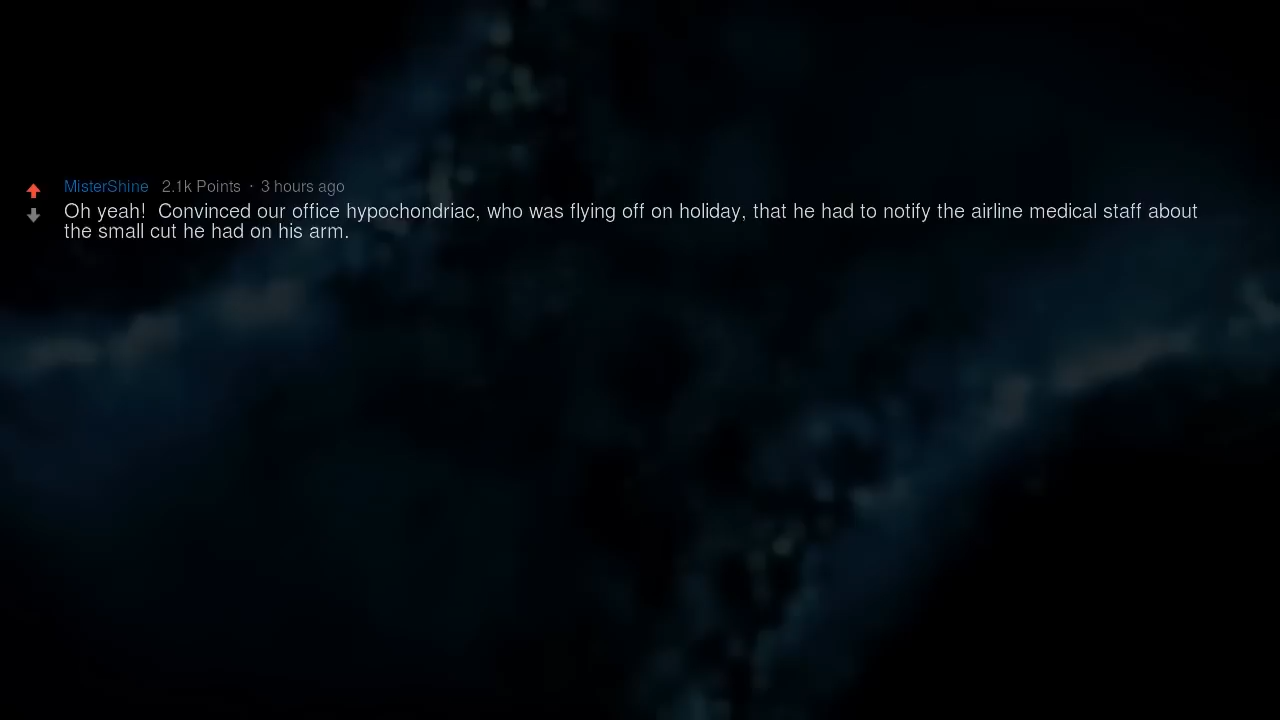 MisterShine 2.1k Points · 3 hours ago
Oh yeah!  Convinced our office hypochondriac, who was flying off on holiday, that he had to notify the airline medical staff about
the small cut he had on his arm.